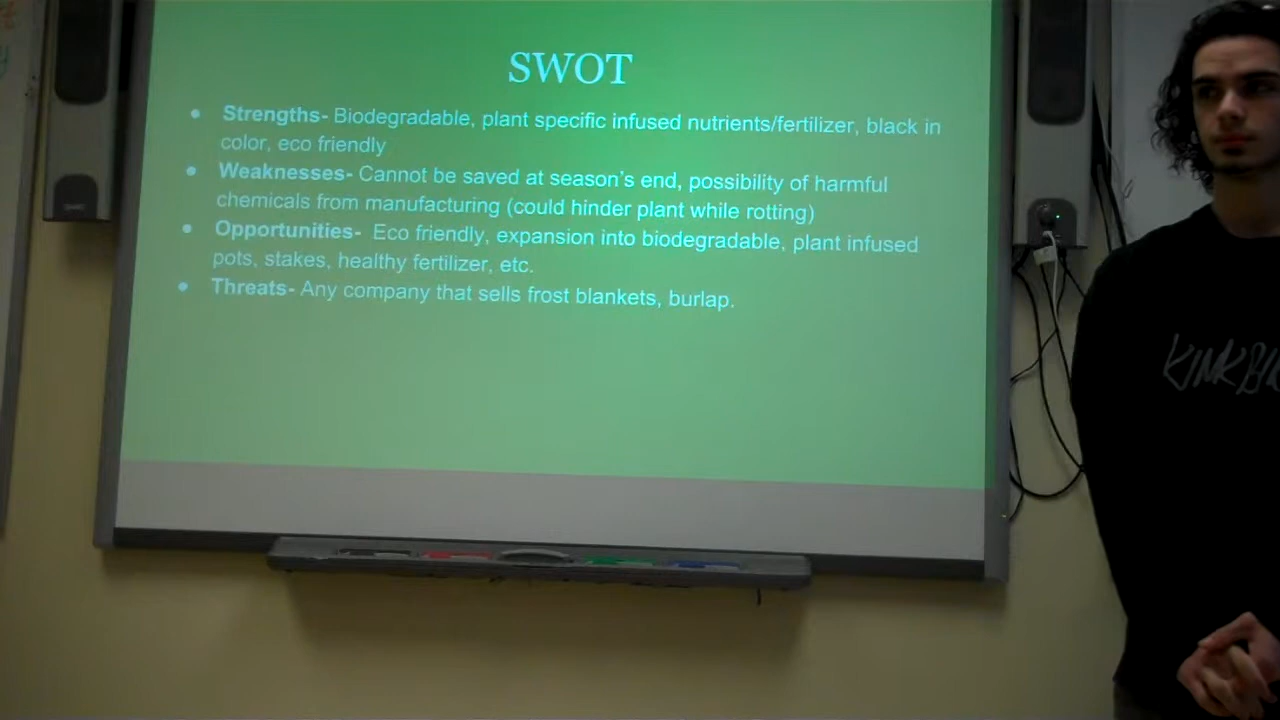 SWOT
● Strengths- Biodegradable, plant specific infused nutrients/fertilizer, black in
color, eco friendly
● Weaknesses- Cannot be saved at season's end, possibility of harmful
chemicals from manufacturing (could hinder plant while rotting)
● Opportunities- Eco friendly, expansion into biodegradable, plant infused
pots, stakes, healthy fertilizer, etc.
● Threats- Any company that sells frost blankets, burlap.